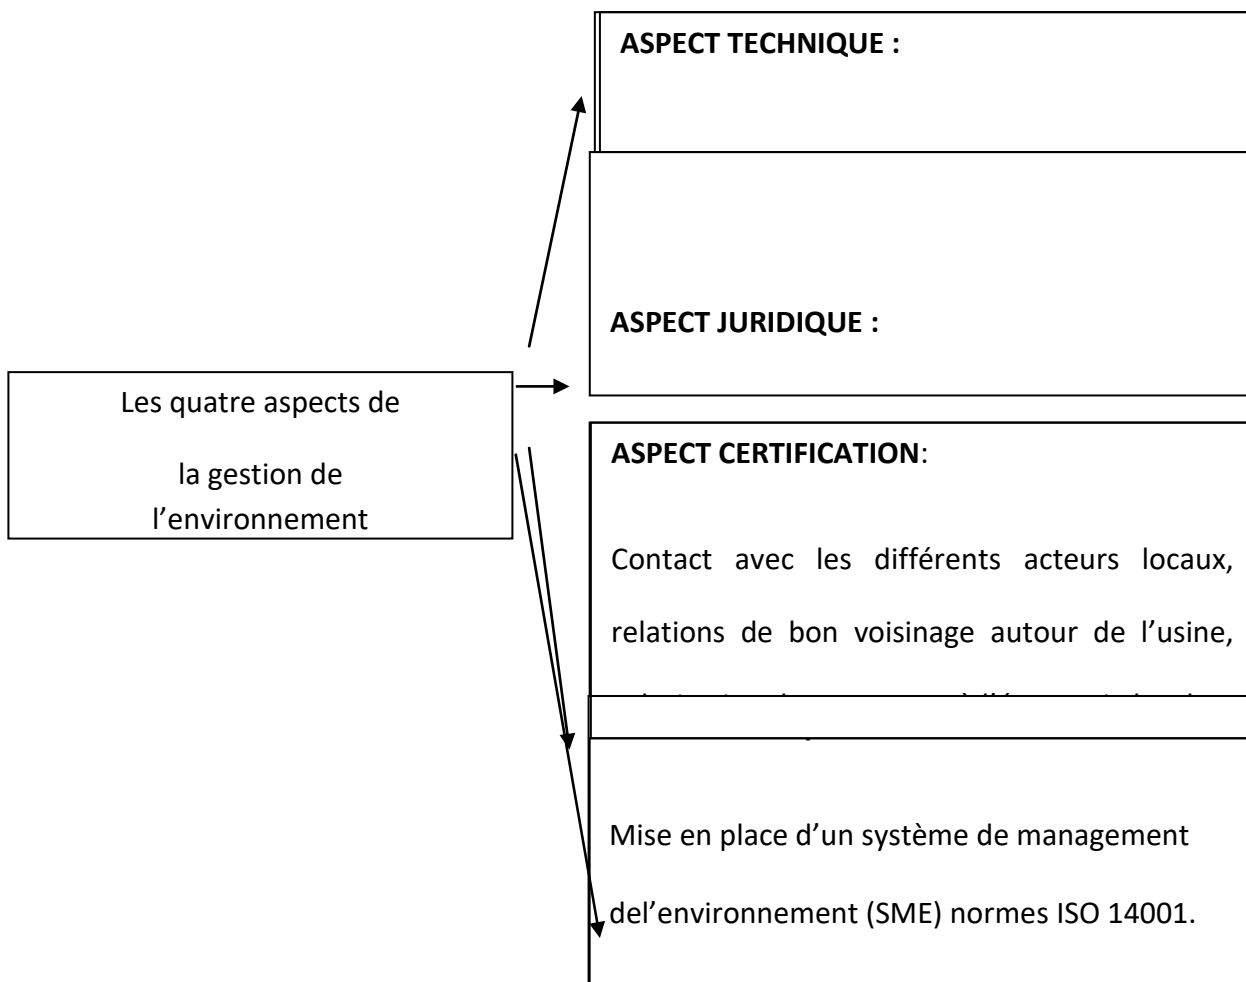 ASPECT TECHNIQUE :
ASPECT JURIDIQUE :
Les quatre aspects de
la gestion de
l’environnement
ASPECT CERTIFICATION:
Contact avec les différents acteurs locaux,
relations de bon voisinage autour de l’usine,
Mise en place d’un système de management
del’environnement (SME) normes ISO 14001.